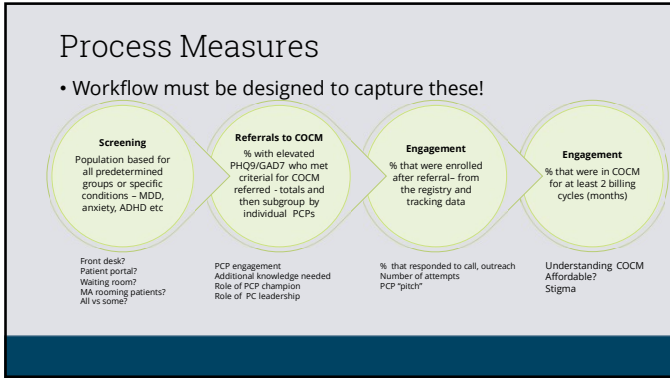 Process Measures
• Workflow must be designed to capture these!
Screening
Population based for
all predetermined
groups or specific
conditions – MDD,
anxiety, ADHD etc
Referrals to COCM
% with elevated
PHQ9/GAD7 who met
criterial for COCM
referred - totals and
then subgroup by
individual PCPs
Engagement
% that were enrolled
after referral– from
the registry and
tracking data
Engagement
% that were in COCM
for at least 2 billing
cycles (months)
Front desk?
Patient portal?
Waiting room?
MA rooming patients?
All vs some?
PCP engagement
Additional knowledge needed
Role of PCP champion
Role of PC leadership
% that responded to call, outreach
Number of attempts
PCP “pitch”
Understanding COCM
Affordable?
Stigma